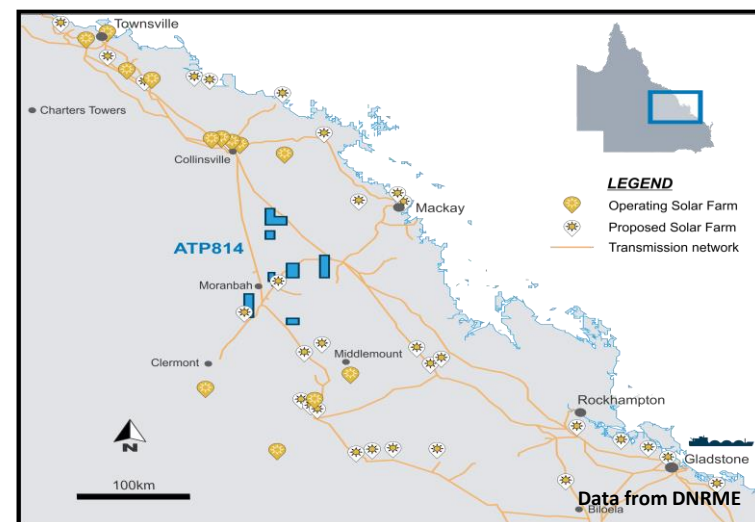 Townsville
Charters Towers
Collinsville
Mackay
ATP814
Moranbah
Clermont
Middlemount
Rockhampton
Gladstone
Biloela
N
100km
LEGEND
Operating Solar Farm
Proposed Solar Farm
Transmission network
Data from DNRME